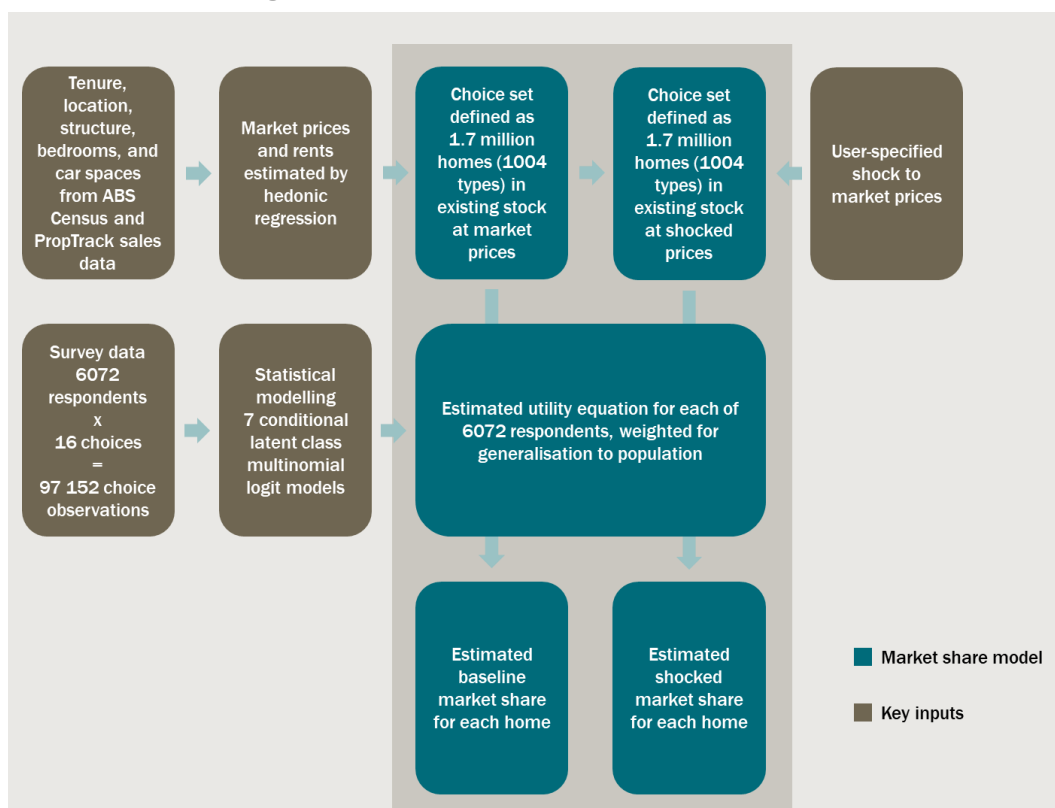 Tenure,
location,
structure,
bedrooms, and
car spaces
from ABS
Census and
PropTrack sales
data
Market prices
and rents
estimated by
hedonic
regression
Choice set
defined as
1.7 million
homes (1004
types) in
existing stock
at market
prices
Choice set
defined as
1.7 million
homes (1004
types) in
existing stock
at shocked
prices
User-specified
shock to
market prices
Survey data
6072
respondents
x
16 choices
=
97 152 choice
observations
Statistical
modelling
7 conditional
latent class
multinomial
logit models
Estimated utility equation for each of
6072 respondents, weighted for
generalisation to population
Estimated
baseline
market share
for each home
Estimated
shocked
market share
for each home
Market share model
Key inputs